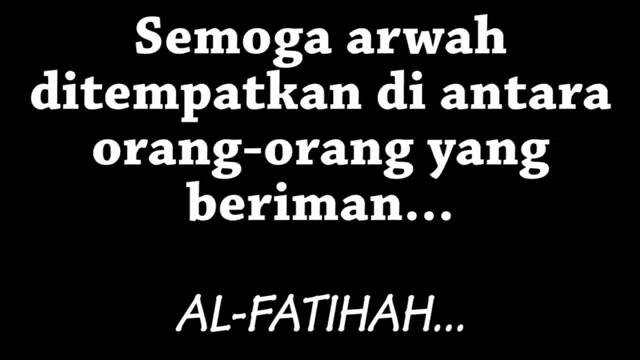 Semoga arwah
ditempatkan di antara
orang-orang yang
beriman...
AL-FATIHAH...